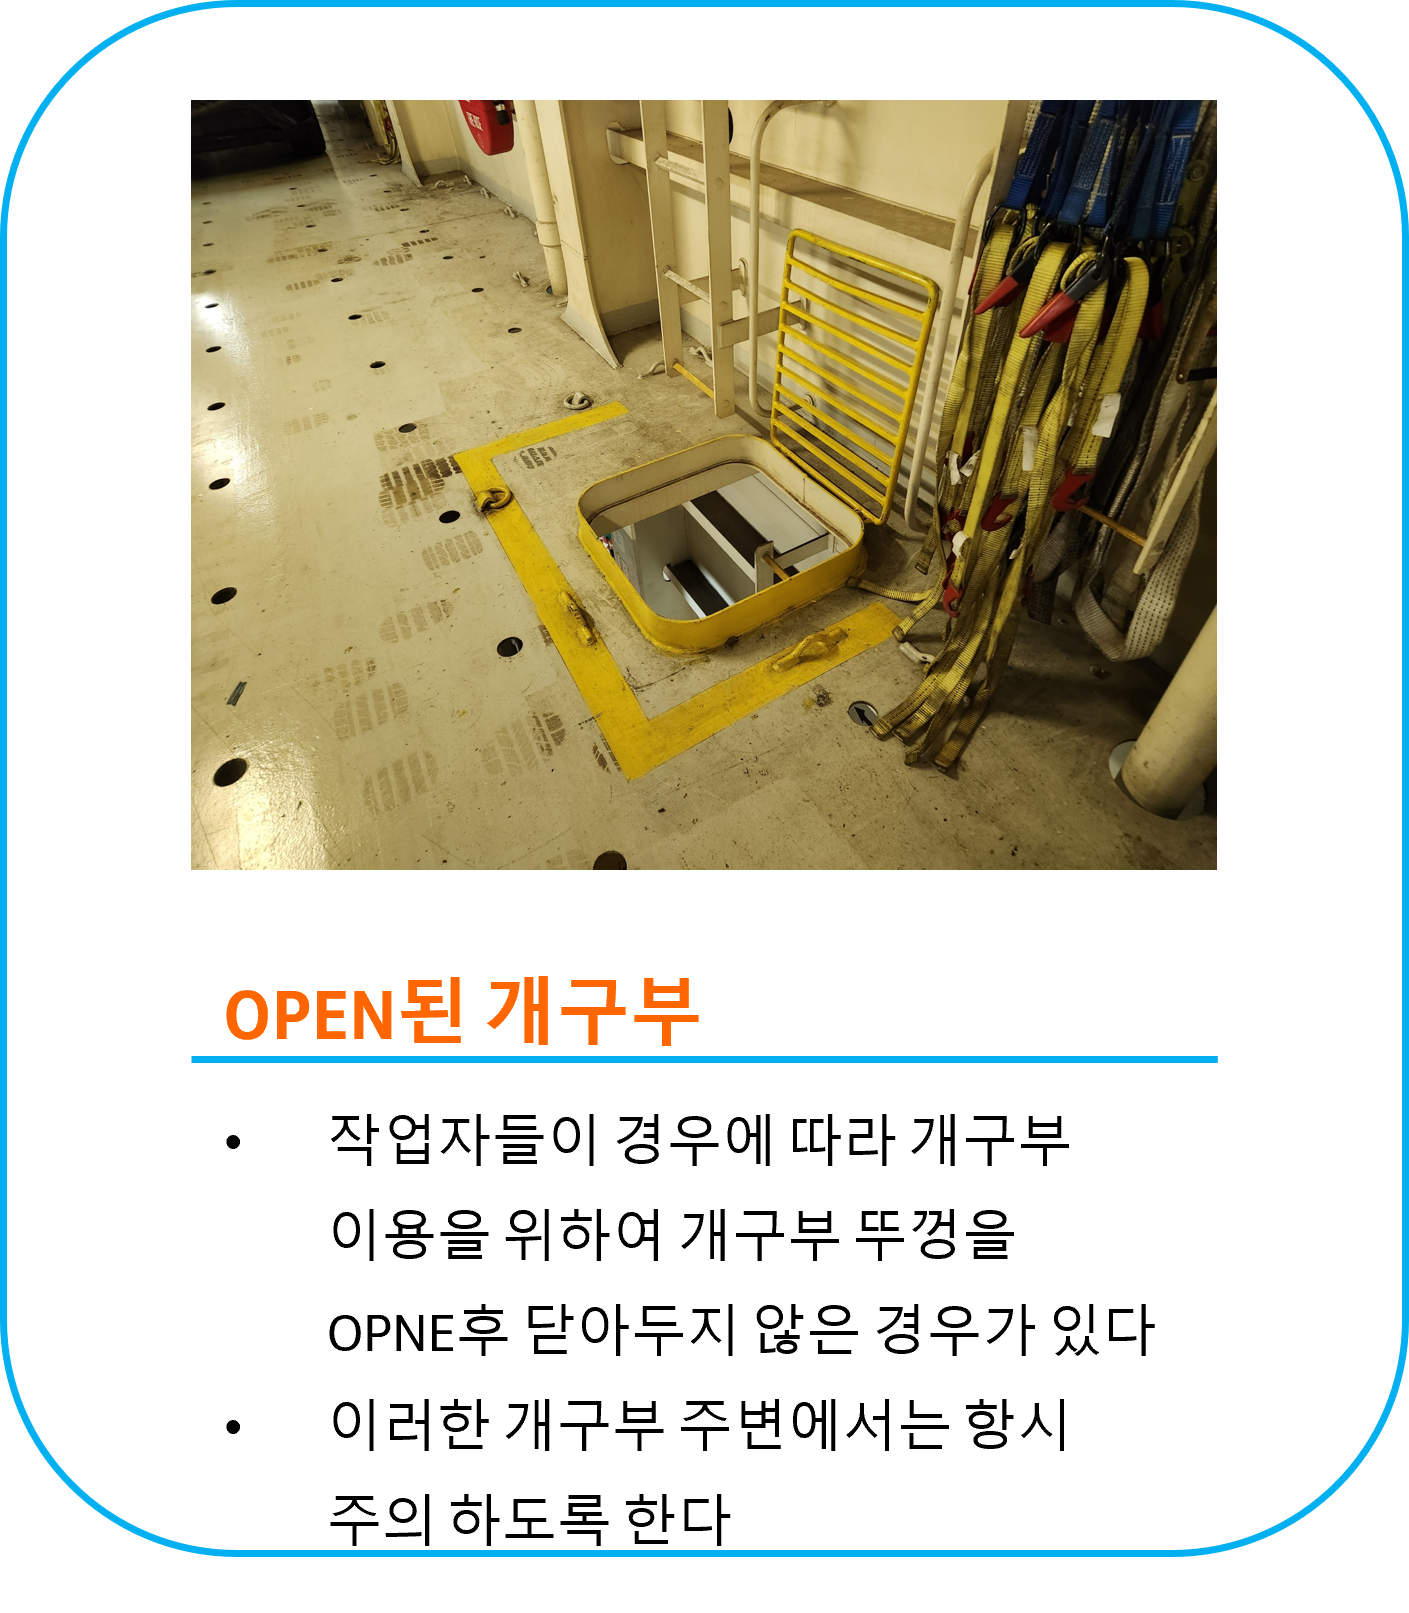 OPEN된 개구부
• 작업자들이 경우에 따라 개구부
이용을 위하여 개구부 뚜껑을
OPNE후 닫아두지 않은 경우가 있다
• 이러한 개구부 주변에서는 항시
주의 하도록 한다